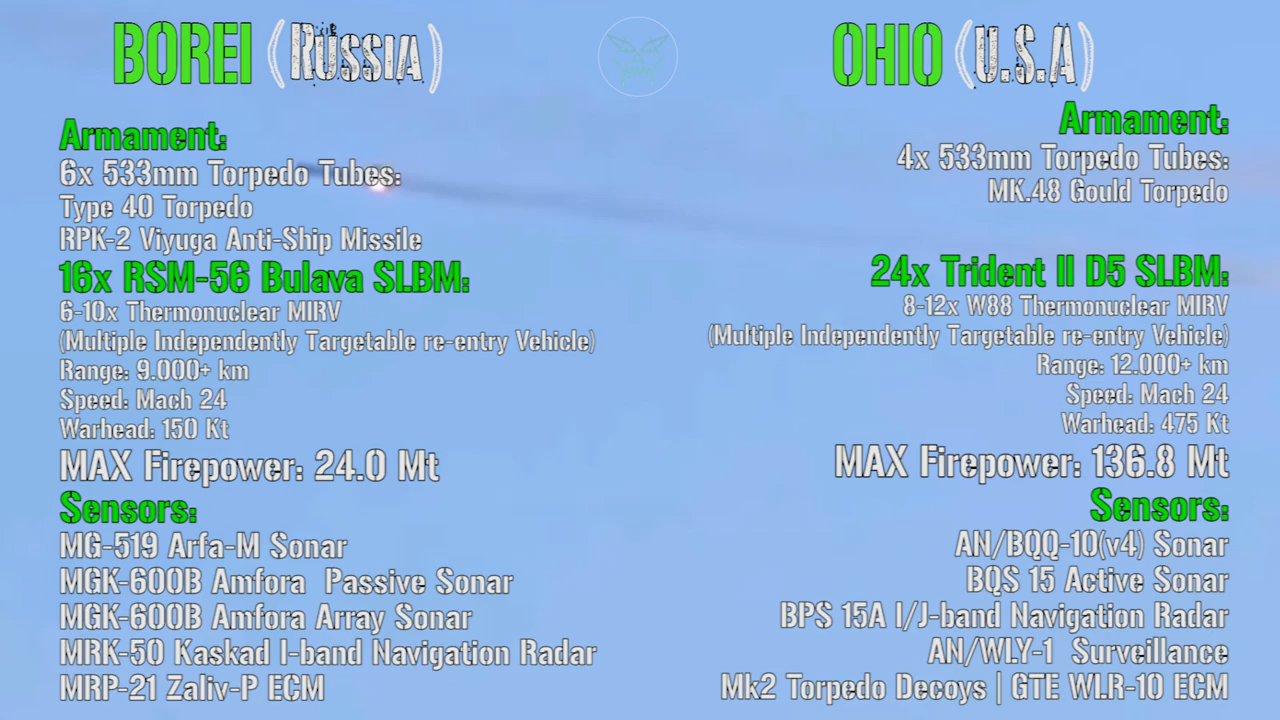 BOREI (Russia)
Armament:
6x 533mm Torpedo Tubes:
Type 40 Torpedo
RPK-2 Viyuga Anti-Ship Missile
16x RSM-56 Bulava SLBM:
6-10x Thermonuclear MIRV
(Multiple Independently Targetable re-entry Vehicle)
Range: 9.000+ km
Speed: Mach 24
Warhead: 150 Kt
MAX Firepower: 24.0 Mt
Sensors:
MG-519 Arfa-M Sonar
MGK-600B Amfora Passive Sonar
MGK-600B Amfora Array Sonar
MRK-50 Kaskad I-band Navigation Radar
MRP-21 Zaliv-P ECM
OHIO (U.S.A)
Armament:
4x 533mm Torpedo Tubes:
MK.48 Gould Torpedo
24x Trident II D5 SLBM:
8-12x W88 Thermonuclear MIRV
(Multiple Independently Targetable re-entry Vehicle)
Range: 12.000+ km
Speed: Mach 24
Warhead: 475 Kt
MAX Firepower: 136.8 Mt
Sensors:
AN/BQQ-10(v4) Sonar
BQS 15 Active Sonar
BPS 15A I/J-band Navigation Radar
AN/WLY-1 Surveillance
Mk2 Torpedo Decoys | GTE WLR-10 ECM